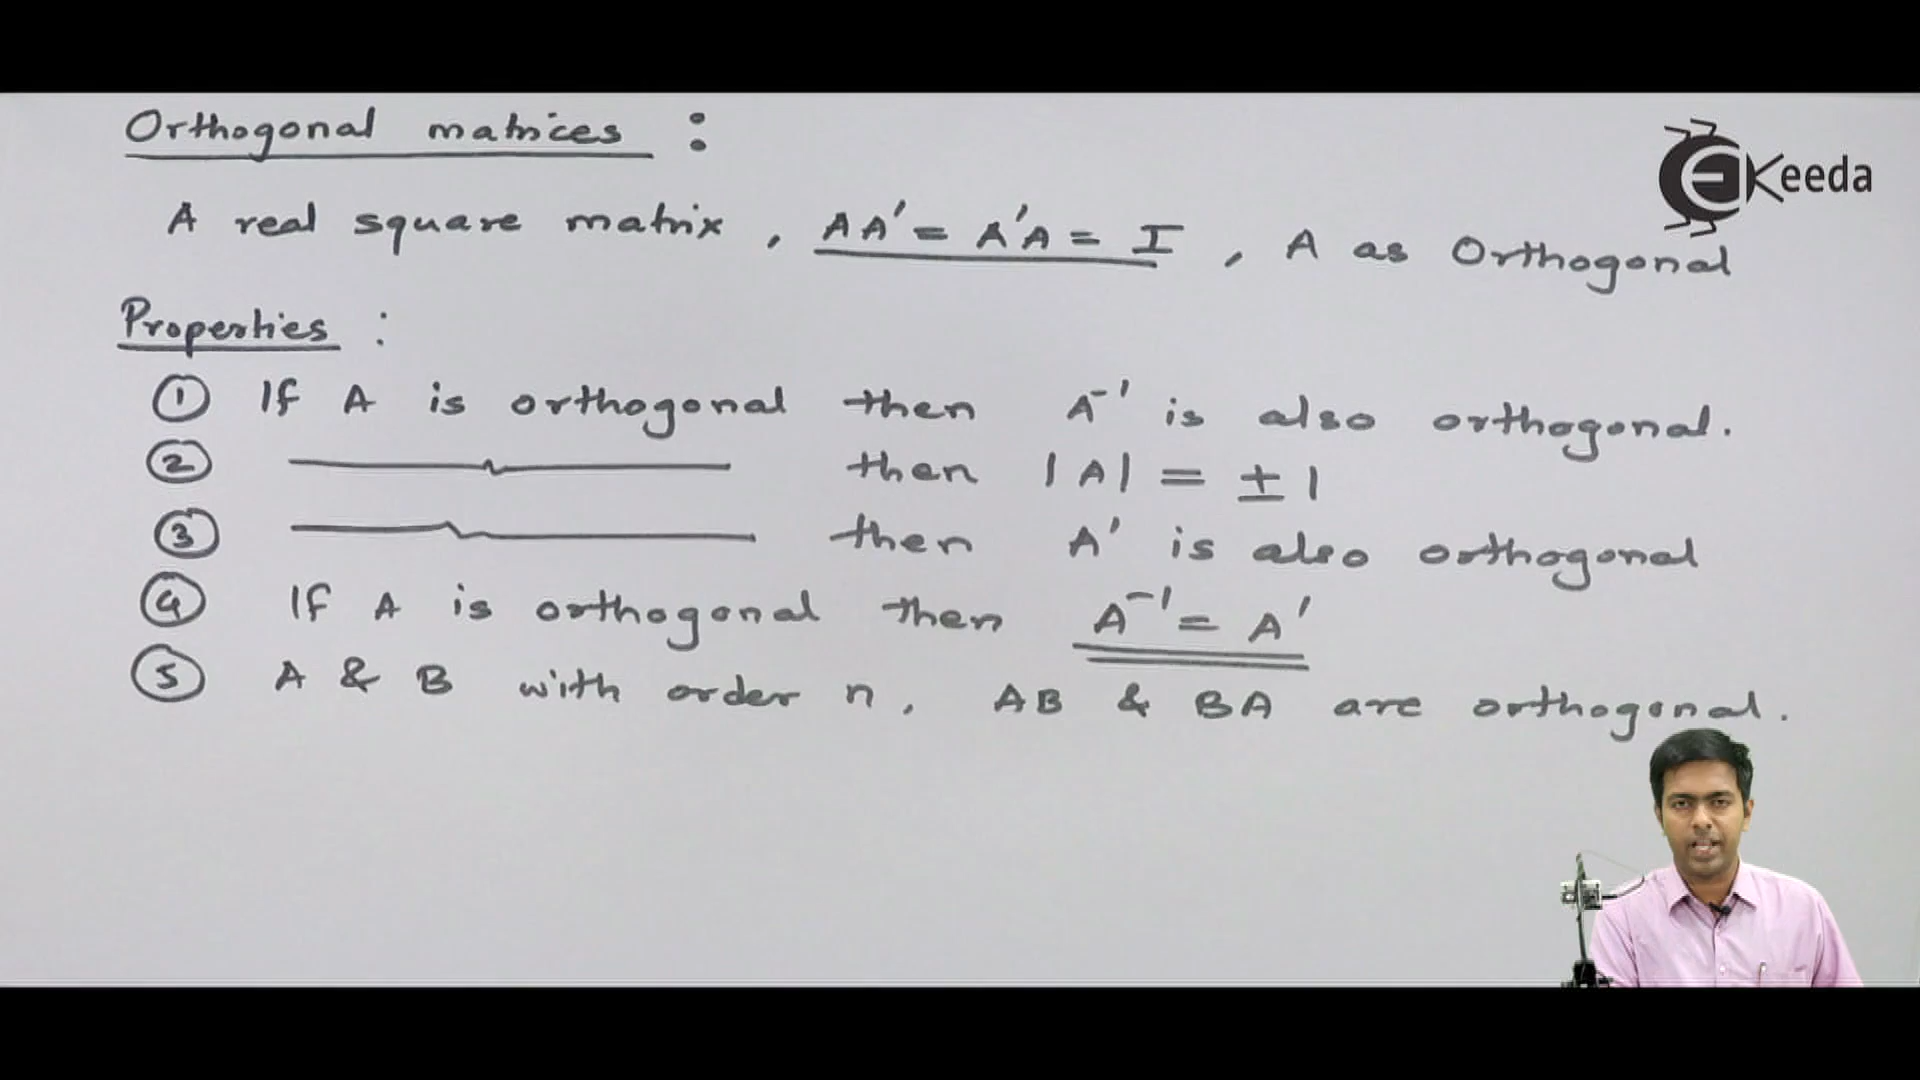 Orthogonal matrices :
EKeeda
A real square matrix , AA' = A'A = I , A as Orthogonal
Properties :
① If A is orthogonal then A⁻¹ is also orthogonal.
② ——— then |A| = ± 1
③ ——— then A' is also orthogonal
④ If A is orthogonal then A⁻¹ = A'
⑤ A & B with order n, AB & BA are orthogonal.